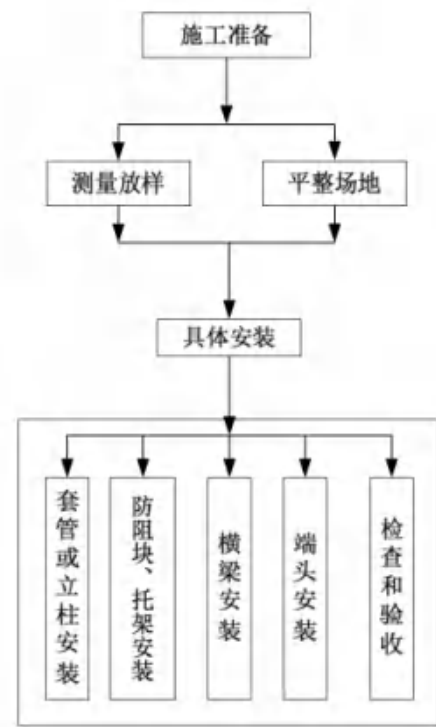 施工准备
测量放样
平整场地
具体安装
套管或立柱安装
防阻块、托架安装
横梁安装
端头安装
检查和验收